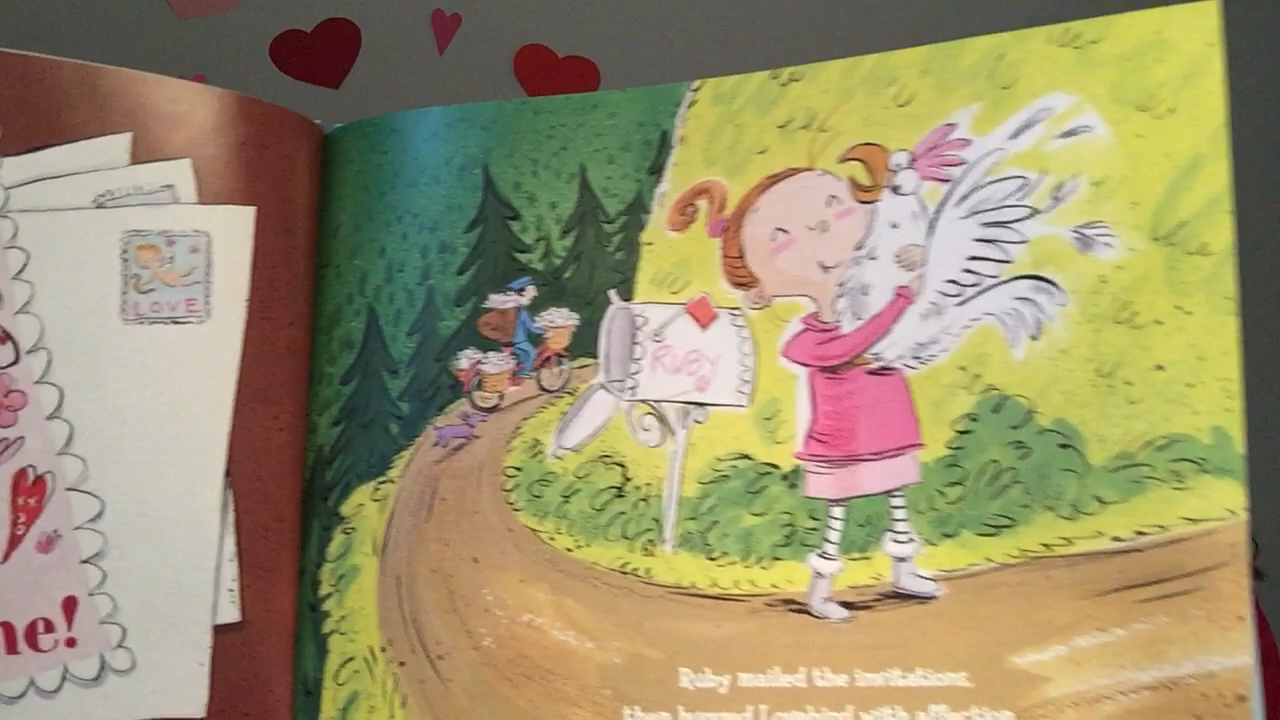 LOVE
ne!
RUBY
Ruby mailed the invitations,
then hugged Lovebird with affection